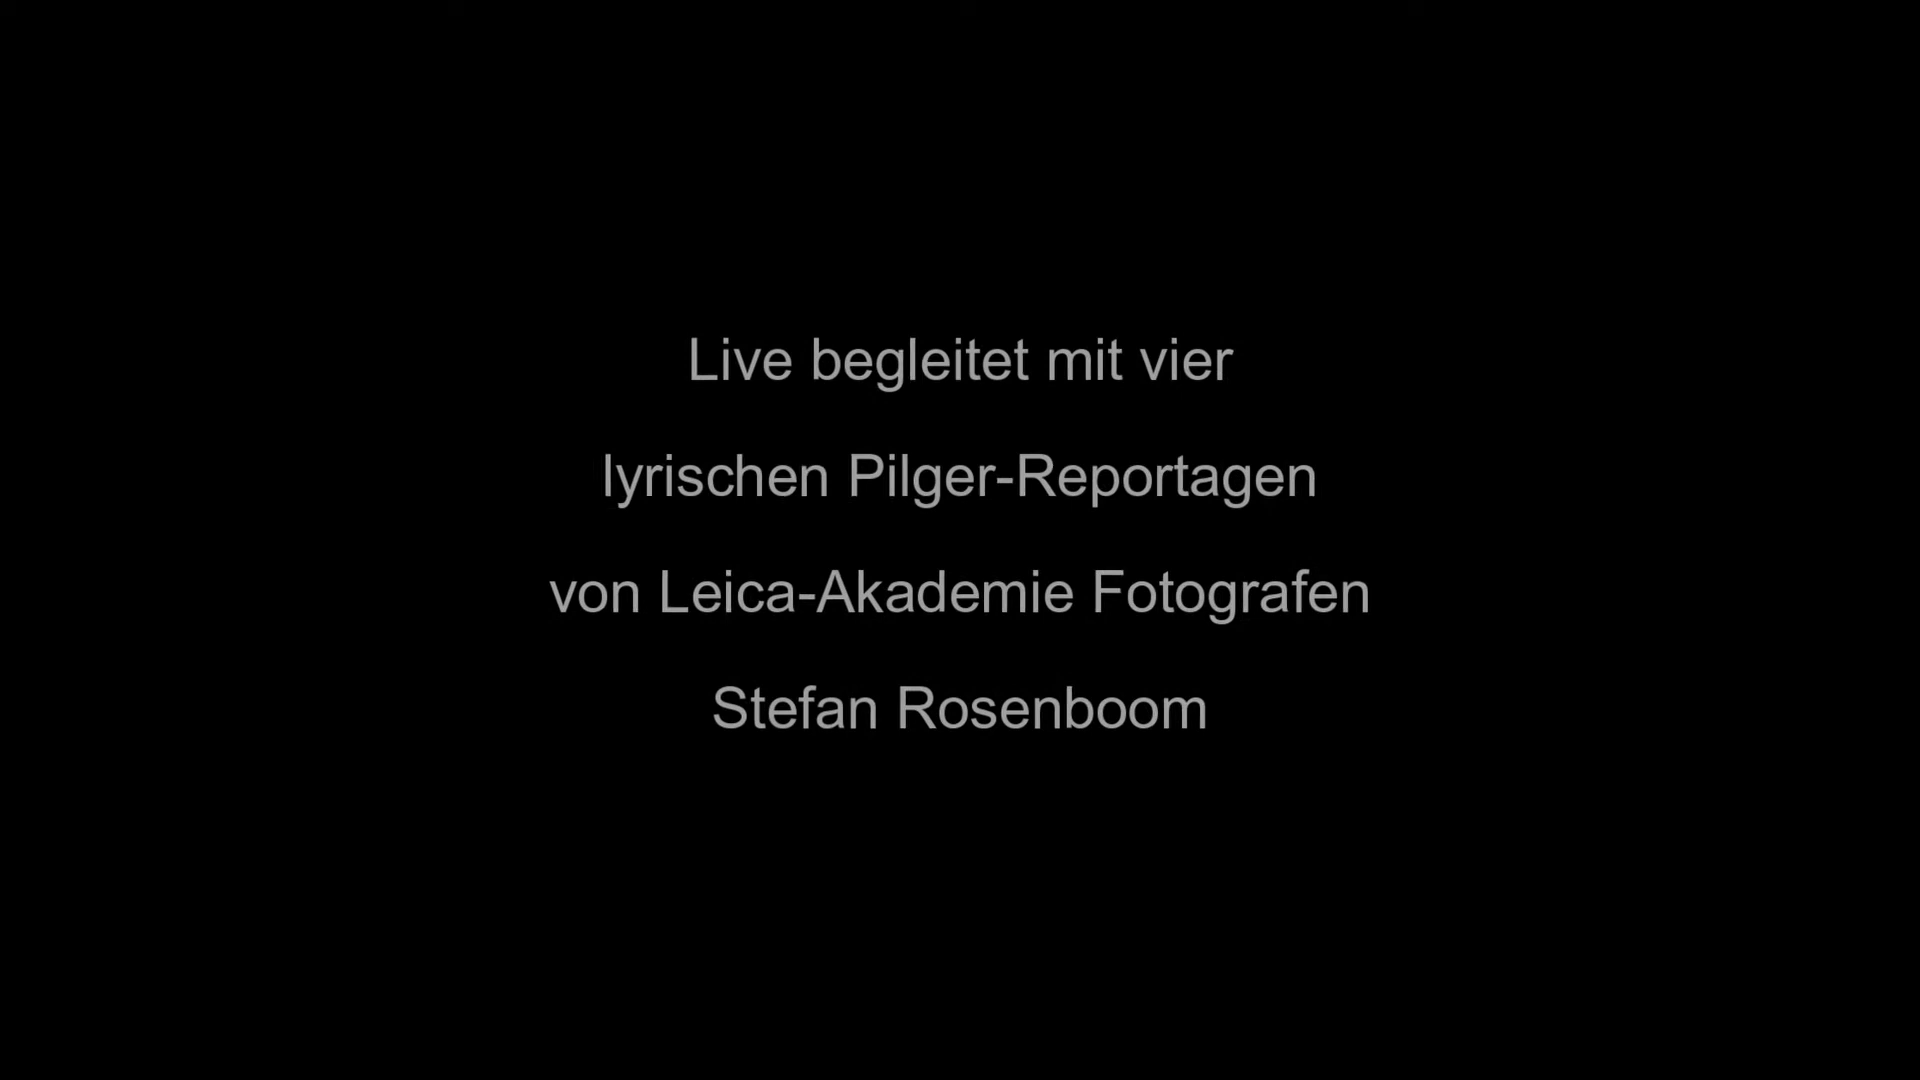 Live begleitet mit vier
lyrischen Pilger-Reportagen
von Leica-Akademie Fotografen
Stefan Rosenboom